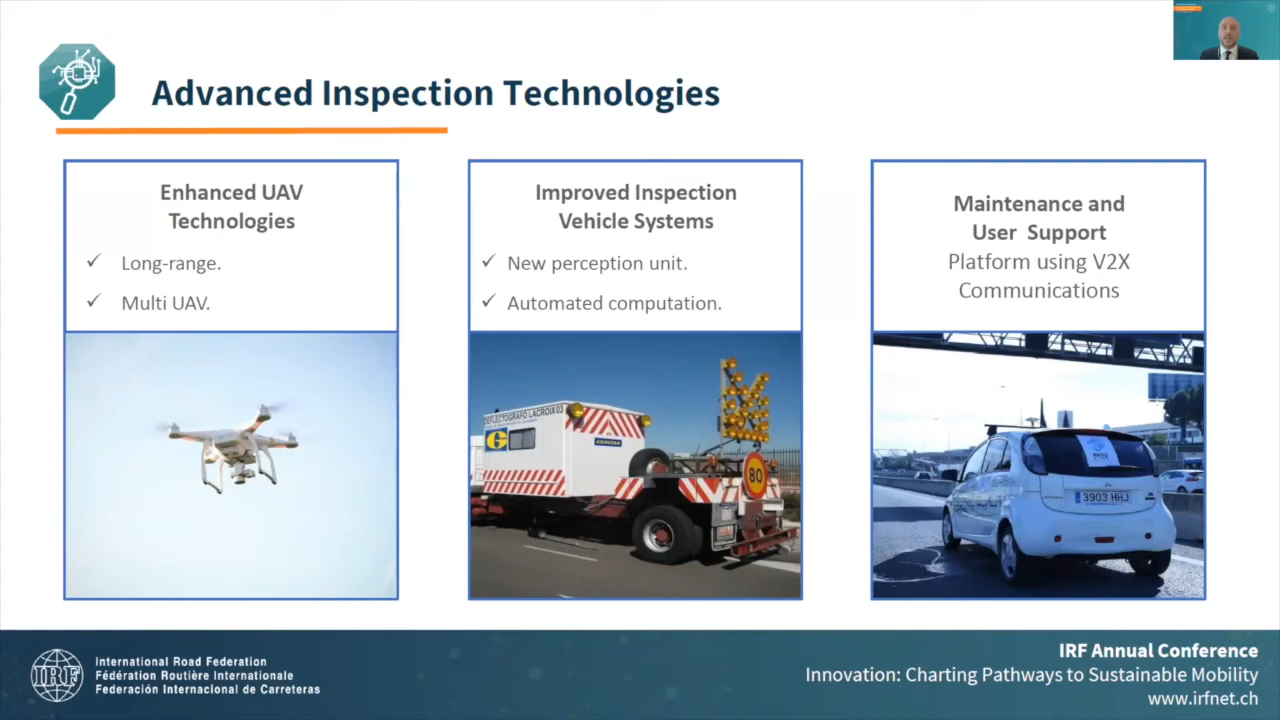 Advanced Inspection Technologies
Enhanced UAV
Technologies
Long-range.
Multi UAV.
Improved Inspection
Vehicle Systems
New perception unit.
Automated computation.
Maintenance and
User Support
Platform using V2X
Communications
DEFLECTOGRAFO LACROIX 03
G
80
3903 HHJ
IRF
International Road Federation
Fédération Routière Internationale
Federación Internacional de Carreteras
IRF Annual Conference
Innovation: Charting Pathways to Sustainable Mobility
www.irfnet.ch